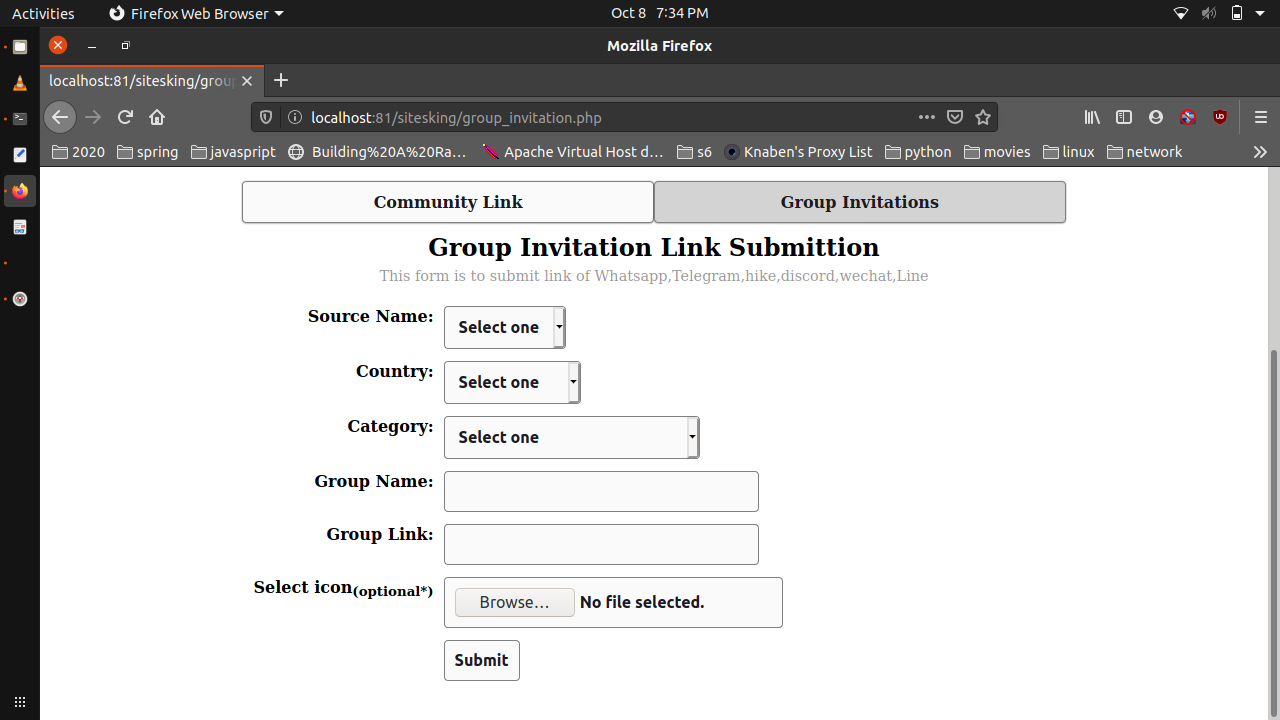 Activities Firefox Web Browser Oct 8 7:34 PM
Mozilla Firefox
localhost:81/sitesking/grou
localhost:81/sitesking/group_invitation.php
2020 spring javaspript Building%20A%20Ra... Apache Virtual Host d... s6 Knaben's Proxy List python movies linux network
Community Link Group Invitations
Group Invitation Link Submittion
This form is to submit link of Whatsapp,Telegram,hike,discord,wechat,Line
Source Name: Select one
Country: Select one
Category: Select one
Group Name:
Group Link:
Select icon(optional*) Browse... No file selected.
Submit